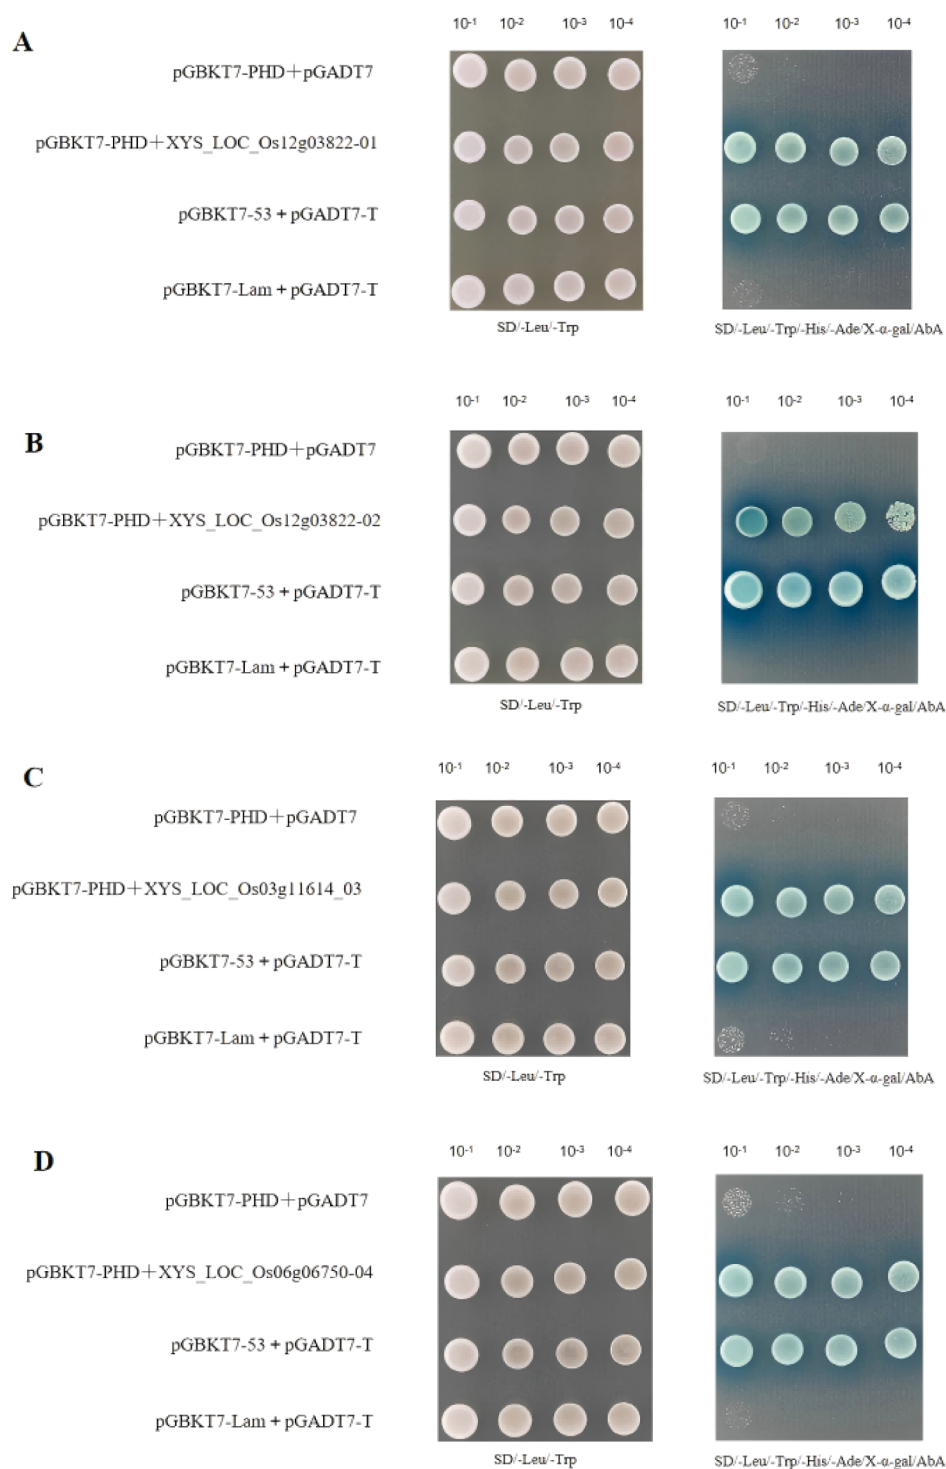 10-1 10-2 10-3 10-4 10-1 10-2 10-3 10-4
A
pGBKT7-PHD+pGADT7
pGBKT7-PHD+XYS_LOC_Os12g03822-01
pGBKT7-53 + pGADT7-T
pGBKT7-Lam + pGADT7-T
SD/-Leu/-Trp SD/-Leu/-Trp/-His/-Ade/X-α-gal/AbA
10-1 10-2 10-3 10-4 10-1 10-2 10-3 10-4
B
pGBKT7-PHD+pGADT7
pGBKT7-PHD+XYS_LOC_Os12g03822-02
pGBKT7-53 + pGADT7-T
pGBKT7-Lam + pGADT7-T
SD/-Leu/-Trp SD/-Leu/-Trp/-His/-Ade/X-α-gal/AbA
10-1 10-2 10-3 10-4 10-1 10-2 10-3 10-4
C
pGBKT7-PHD+pGADT7
pGBKT7-PHD+XYS_LOC_Os03g11614_03
pGBKT7-53 + pGADT7-T
pGBKT7-Lam + pGADT7-T
SD/-Leu/-Trp SD/-Leu/-Trp/-His/-Ade/X-α-gal/AbA
10-1 10-2 10-3 10-4 10-1 10-2 10-3 10-4
D
pGBKT7-PHD+pGADT7
pGBKT7-PHD+XYS_LOC_Os06g06750-04
pGBKT7-53 + pGADT7-T
pGBKT7-Lam + pGADT7-T
SD/-Leu/-Trp SD/-Leu/-Trp/-His/-Ade/X-α-gal/AbA